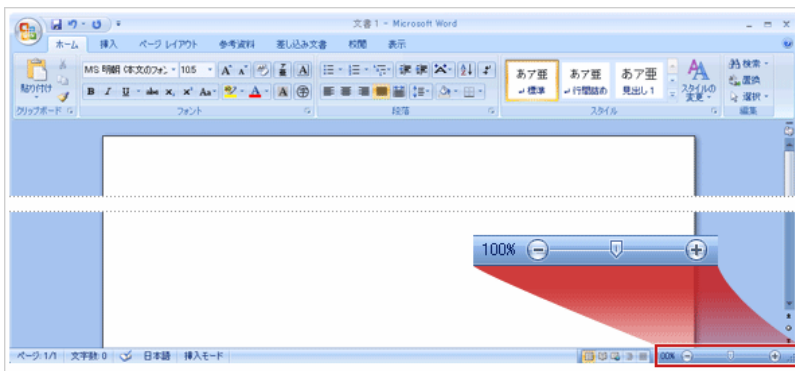 文書 1 - Microsoft Word
ホーム 挿入 ページ レイアウト 参考資料 差し込み文書 校閲 表示
MS 明朝 (本文のフォ 10.5
あア亜 あア亜 あア亜
検索
貼り付け
標準 行間詰め 見出し 1
スタイルの
変更
置換
選択
B I U abc x, x' Aa A A
クリップボード フォント 段落 スタイル 編集
100%
ページ: 1/1 文字数: 0 日本語 挿入モード 00%